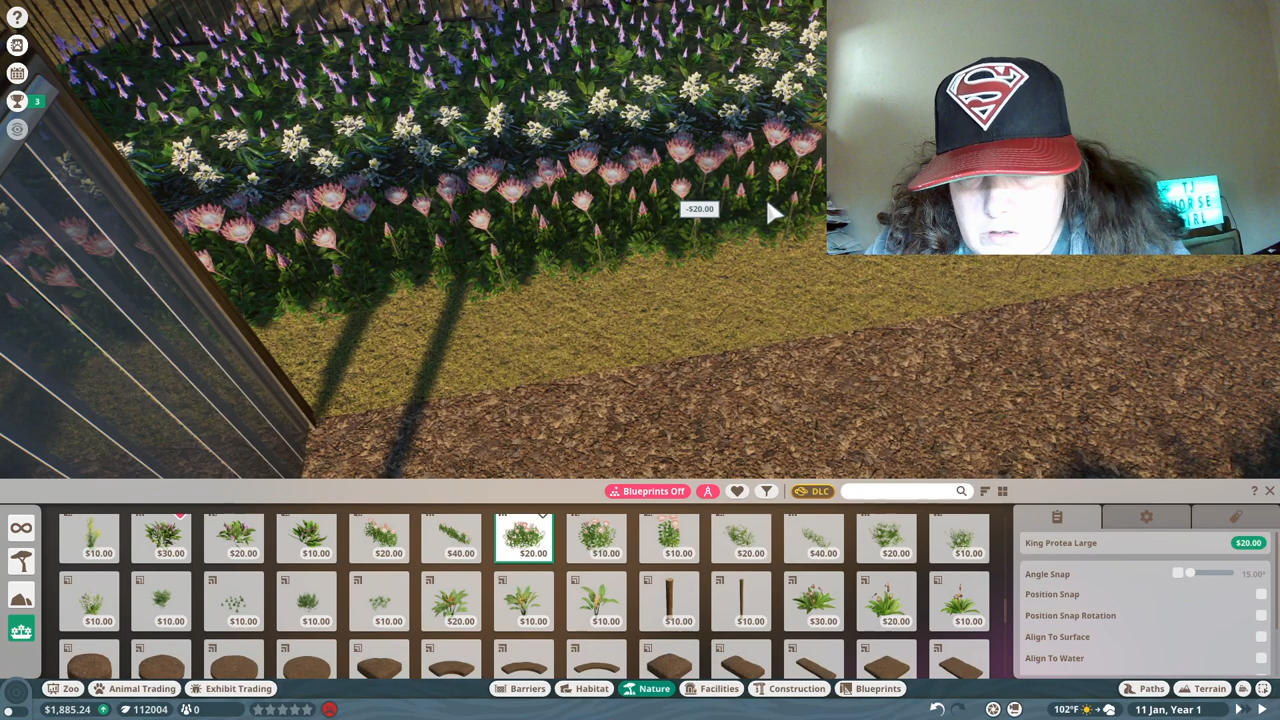 3
-$20.00
TJ
HORSE
GIRL
Blueprints Off
DLC
$10.00 $30.00 $20.00 $10.00 $20.00 $40.00 $20.00 $10.00 $10.00 $20.00 $40.00 $20.00 $10.00
$10.00 $10.00 $10.00 $10.00 $10.00 $20.00 $10.00 $10.00 $10.00 $10.00 $30.00 $20.00 $10.00
King Protea Large $20.00
Angle Snap 15.00°
Position Snap
Position Snap Rotation
Align To Surface
Align To Water
Zoo Animal Trading Exhibit Trading Barriers Habitat Nature Facilities Construction Blueprints Paths Terrain
$1,885.24 112004 0 102°F 11 Jan, Year 1